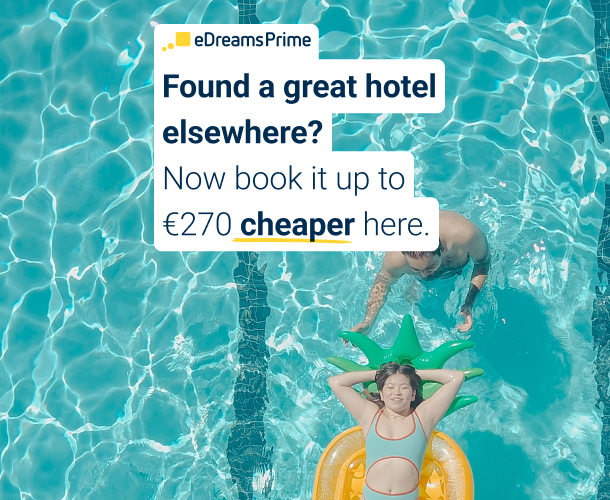 eDreamsPrime
Found a great hotel
elsewhere?
Now book it up to
€270 cheaper here.